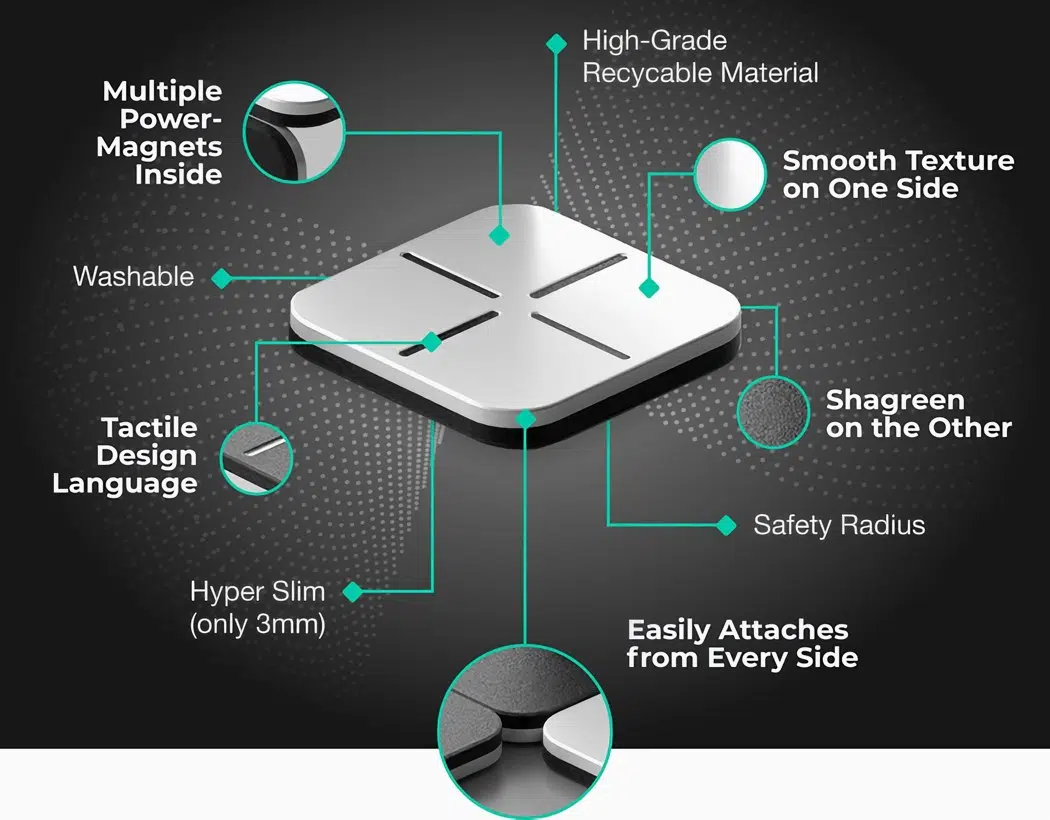 High-Grade
Recycable Material
Multiple
Power-
Magnets
Inside
Smooth Texture
on One Side
Washable
Shagreen
on the Other
Tactile
Design
Language
Safety Radius
Hyper Slim
(only 3mm)
Easily Attaches
from Every Side